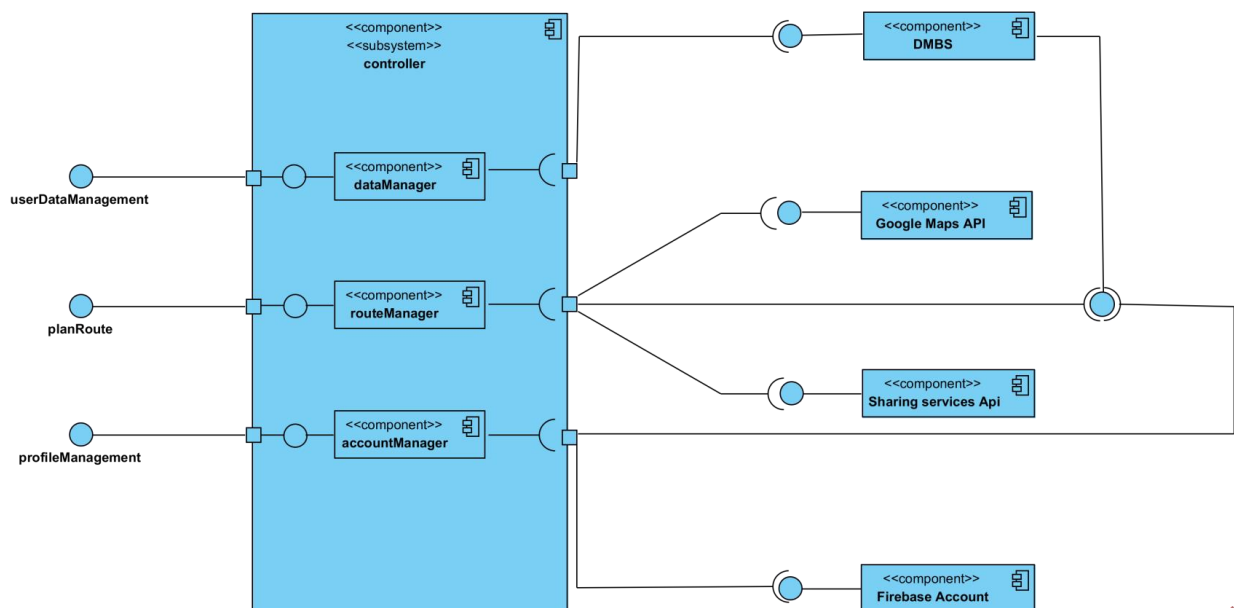 <<component>>
<<subsystem>>
controller
<<component>>
DMBS
<<component>>
dataManager
userDataManagement
<<component>>
Google Maps API
<<component>>
routeManager
planRoute
<<component>>
Sharing services Api
<<component>>
accountManager
profileManagement
<<component>>
Firebase Account